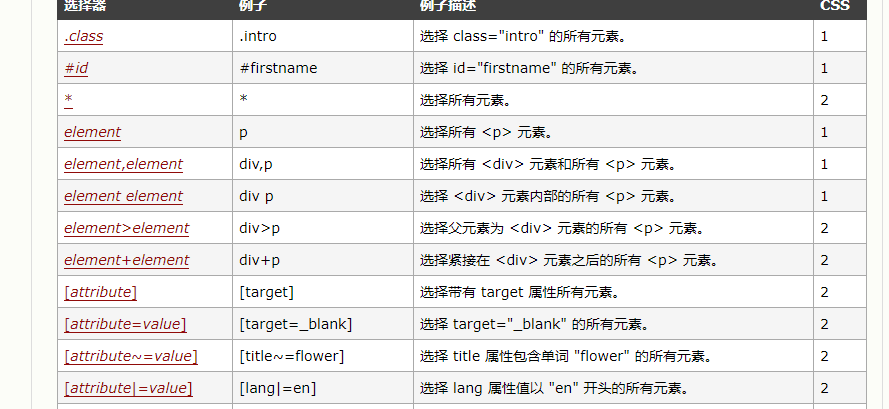 选择器 例子 例子描述 CSS
.class .intro 选择 class="intro" 的所有元素。 1
#id #firstname 选择 id="firstname" 的所有元素。 1
* * 选择所有元素。 2
element p 选择所有 <p> 元素。 1
element,element div,p 选择所有 <div> 元素和所有 <p> 元素。 1
element element div p 选择 <div> 元素内部的所有 <p> 元素。 1
element>element div>p 选择父元素为 <div> 元素的所有 <p> 元素。 2
element+element div+p 选择紧接在 <div> 元素之后的所有 <p> 元素。 2
[attribute] [target] 选择带有 target 属性所有元素。 2
[attribute=value] [target=_blank] 选择 target="_blank" 的所有元素。 2
[attribute~=value] [title~=flower] 选择 title 属性包含单词 "flower" 的所有元素。 2
[attribute|=value] [lang|=en] 选择 lang 属性值以 "en" 开头的所有元素。 2